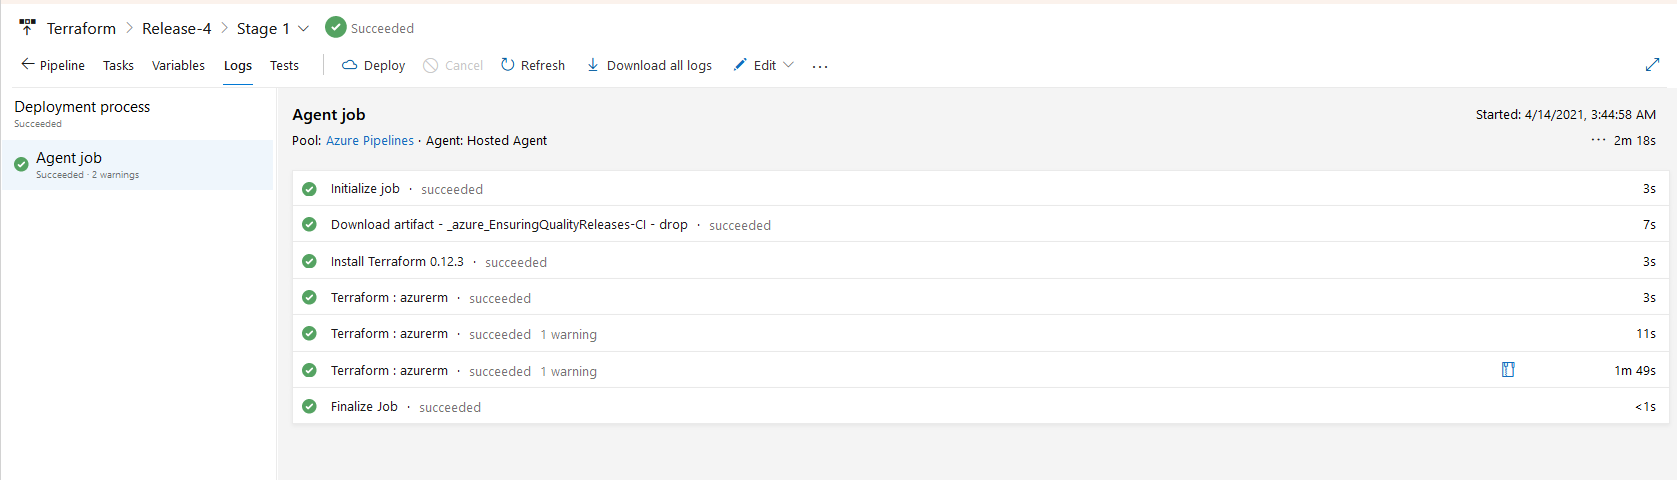 Terraform > Release-4 > Stage 1 Succeeded
← Pipeline Tasks Variables Logs Tests Deploy Cancel Refresh Download all logs Edit ...
Deployment process
Succeeded
Agent job
Succeeded · 2 warnings
Agent job Started: 4/14/2021, 3:44:58 AM
Pool: Azure Pipelines · Agent: Hosted Agent ... 2m 18s
Initialize job · succeeded 3s
Download artifact - _azure_EnsuringQualityReleases-CI - drop · succeeded 7s
Install Terraform 0.12.3 · succeeded 3s
Terraform : azurerm · succeeded 3s
Terraform : azurerm · succeeded 1 warning 11s
Terraform : azurerm · succeeded 1 warning 1m 49s
Finalize Job · succeeded <1s